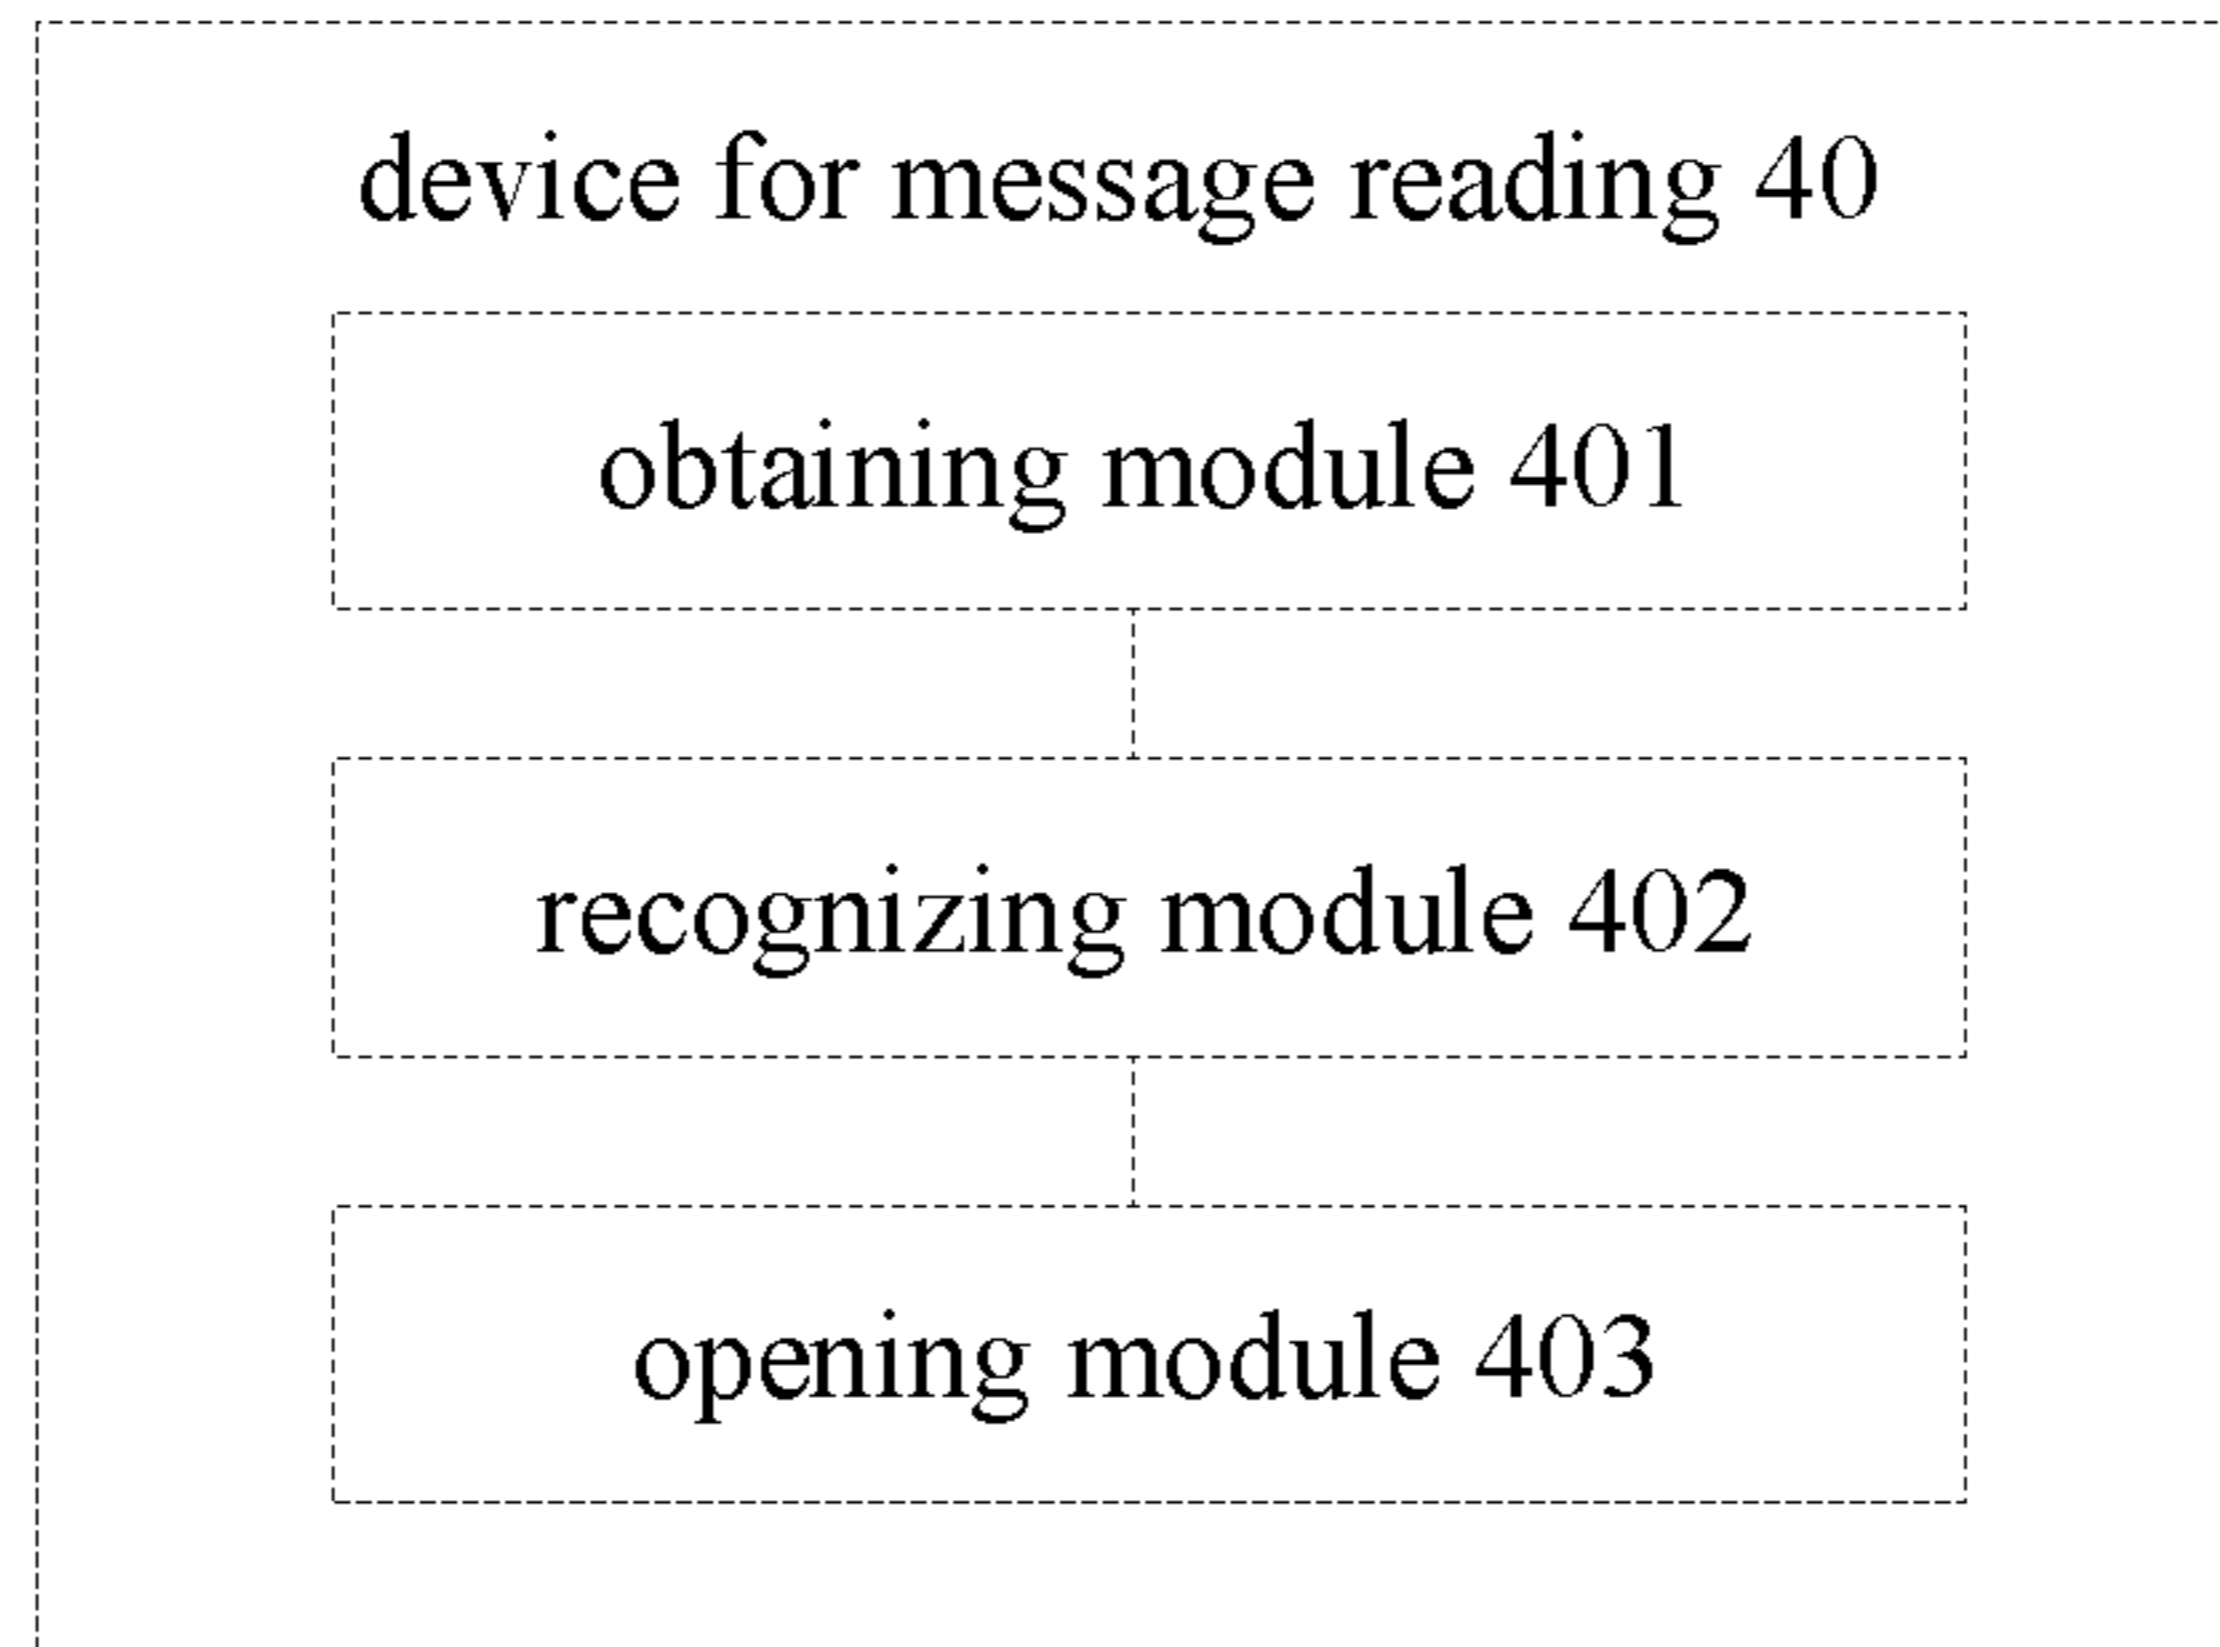 device for message reading 40
obtaining module 401
recognizing module 402
opening module 403